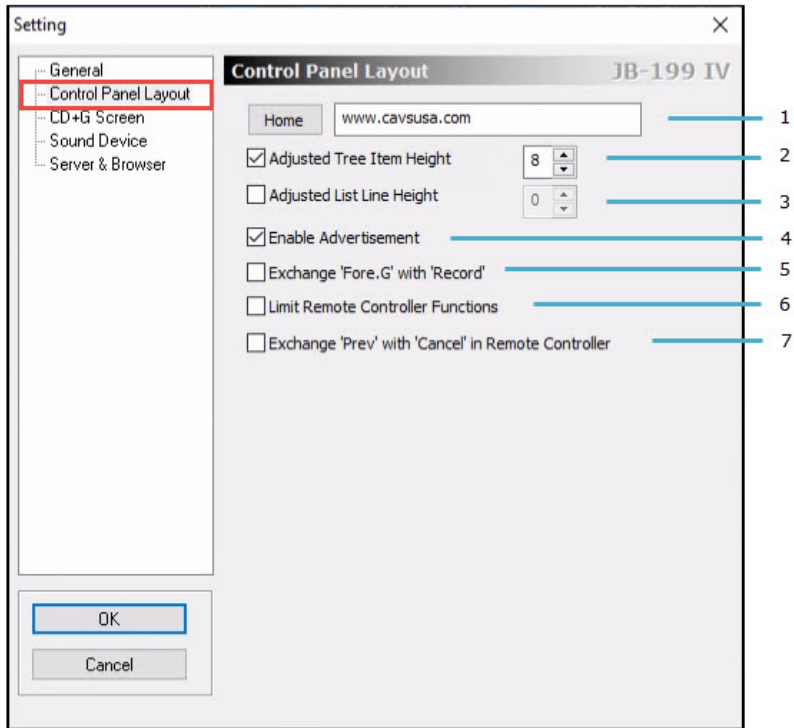 Setting
General
Control Panel Layout
CD+G Screen
Sound Device
Server & Browser
OK
Cancel
Control Panel Layout JB-199 IV
Home www.cavsusa.com 1
Adjusted Tree Item Height 8 2
Adjusted List Line Height 0 3
Enable Advertisement 4
Exchange 'Fore.G' with 'Record' 5
Limit Remote Controller Functions 6
Exchange 'Prev' with 'Cancel' in Remote Controller 7